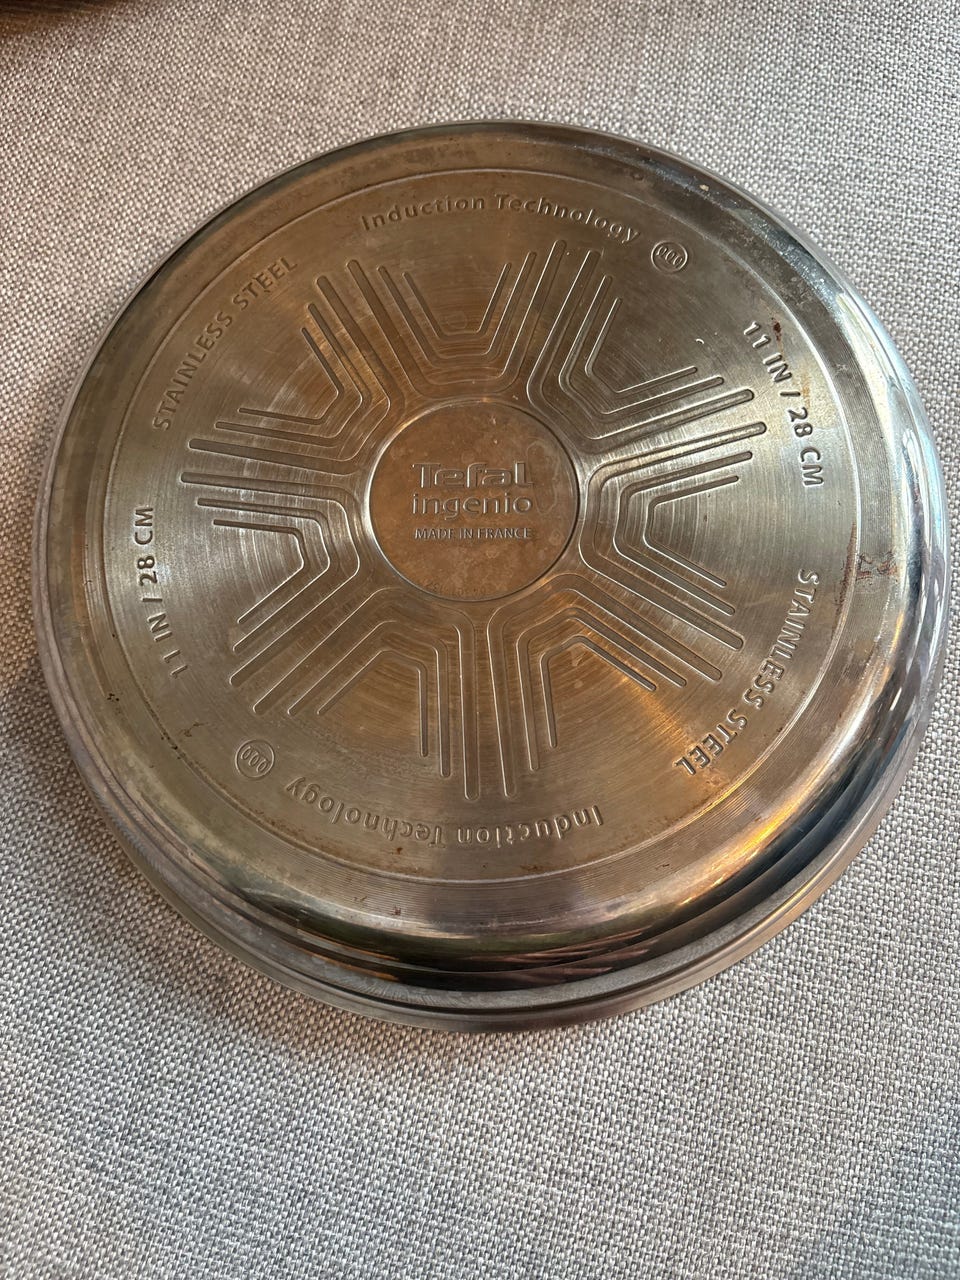 Induction Technology
STAINLESS STEEL
11 IN / 28 CM
Tefal
ingenio
MADE IN FRANCE
11 IN / 28 CM
STAINLESS STEEL
Induction Technology